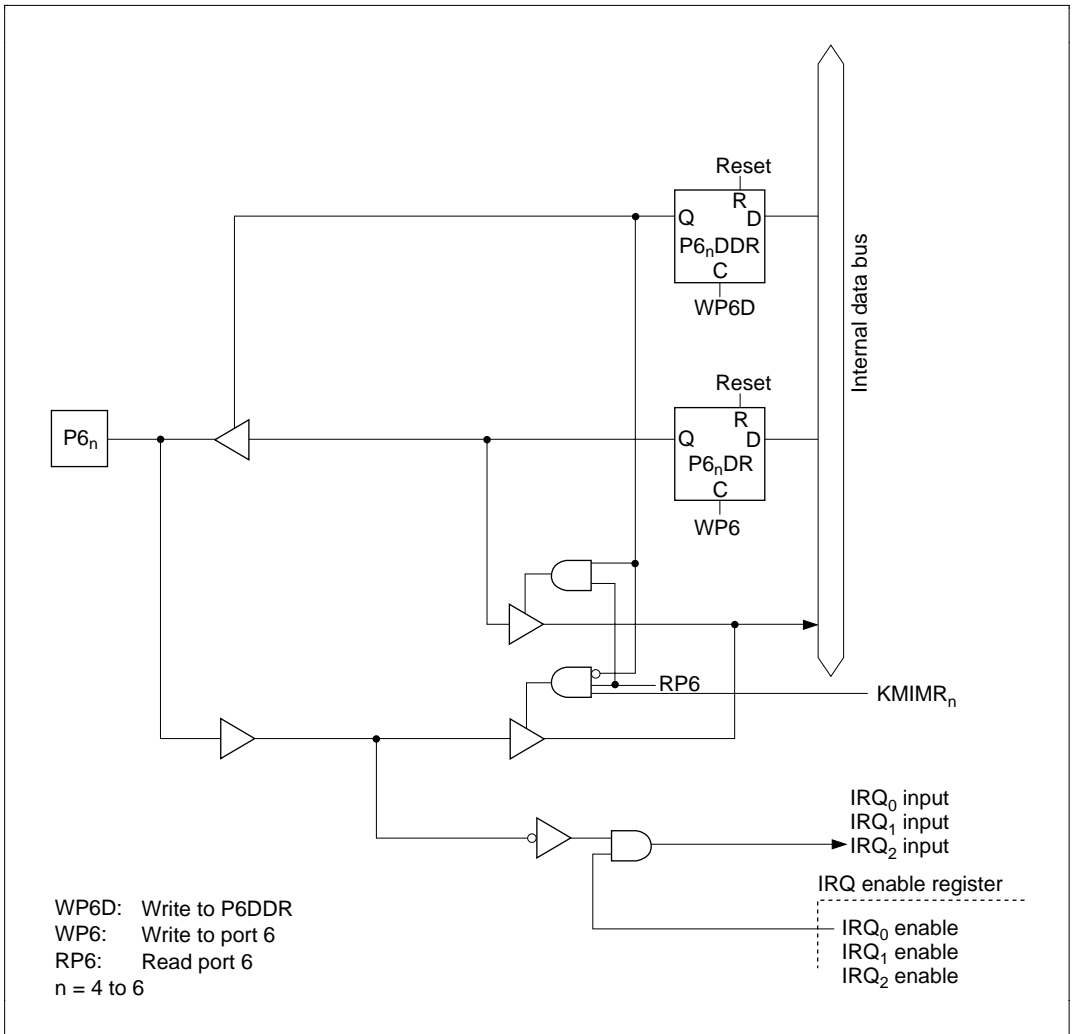 Reset
R
Q
D
P6nDDR
C
WP6D
Internal data bus
Reset
R
P6n
Q
D
P6nDR
C
WP6
RP6
KMIMRn
IRQ0 input
IRQ1 input
IRQ2 input
IRQ enable register
WP6D: Write to P6DDR
WP6: Write to port 6
RP6: Read port 6
n = 4 to 6
IRQ0 enable
IRQ1 enable
IRQ2 enable